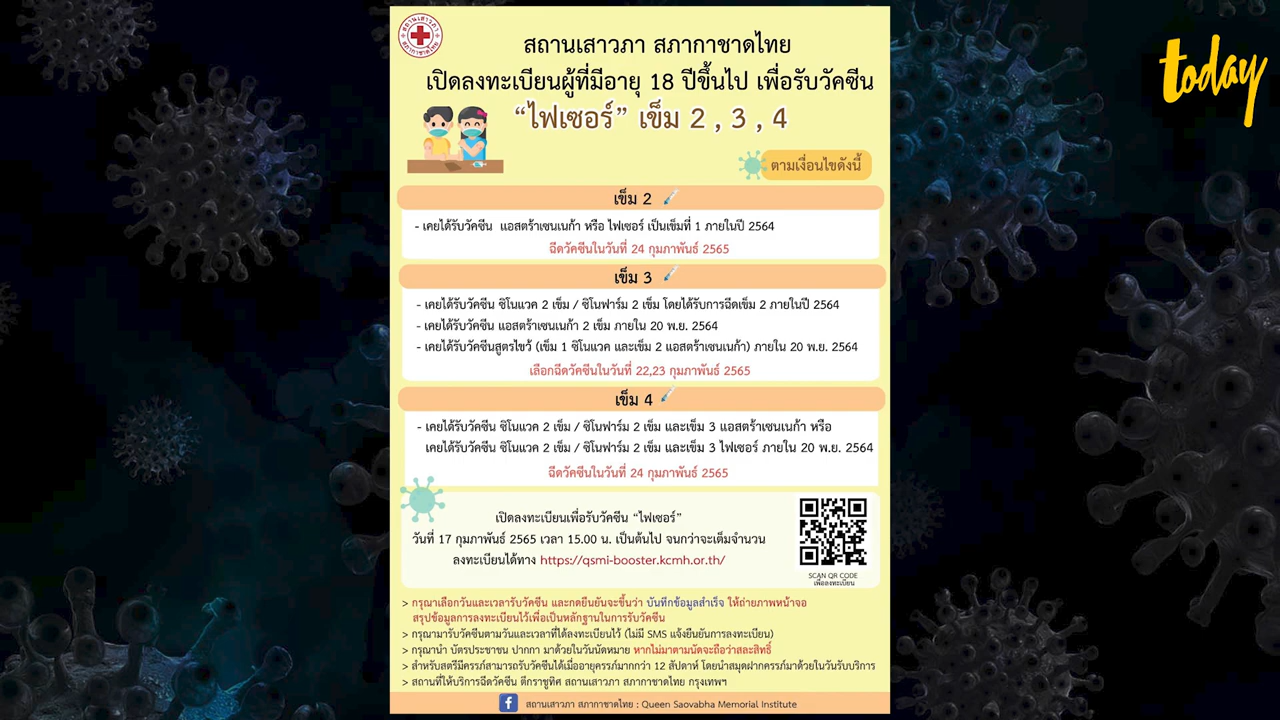 สถานเสาวภา
สภากาชาดไทย
today
สถานเสาวภา สภากาชาดไทย
เปิดลงทะเบียนผู้ที่มีอายุ 18 ปีขึ้นไป เพื่อรับวัคซีน
“ไฟเซอร์” เข็ม 2 , 3 , 4
ตามเงื่อนไขดังนี้
เข็ม 2
- เคยได้รับวัคซีน แอสตร้าเซนเนก้า หรือ ไฟเซอร์ เป็นเข็มที่ 1 ภายในปี 2564
ฉีดวัคซีนในวันที่ 24 กุมภาพันธ์ 2565
เข็ม 3
- เคยได้รับวัคซีน ซิโนแวค 2 เข็ม / ซิโนฟาร์ม 2 เข็ม โดยได้รับการฉีดเข็ม 2 ภายในปี 2564
- เคยได้รับวัคซีน แอสตร้าเซนเนก้า 2 เข็ม ภายใน 20 พ.ย. 2564
- เคยได้รับวัคซีนสูตรไขว้ (เข็ม 1 ซิโนแวค และเข็ม 2 แอสตร้าเซนเนก้า) ภายใน 20 พ.ย. 2564
เลือกฉีดวัคซีนในวันที่ 22,23 กุมภาพันธ์ 2565
เข็ม 4
- เคยได้รับวัคซีน ซิโนแวค 2 เข็ม / ซิโนฟาร์ม 2 เข็ม และเข็ม 3 แอสตร้าเซนเนก้า หรือ
เคยได้รับวัคซีน ซิโนแวค 2 เข็ม / ซิโนฟาร์ม 2 เข็ม และเข็ม 3 ไฟเซอร์ ภายใน 20 พ.ย. 2564
ฉีดวัคซีนในวันที่ 24 กุมภาพันธ์ 2565
เปิดลงทะเบียนเพื่อรับวัคซีน “ไฟเซอร์”
วันที่ 17 กุมภาพันธ์ 2565 เวลา 15.00 น. เป็นต้นไป จนกว่าจะเต็มจำนวน
ลงทะเบียนได้ทาง https://qsmi-booster.kcmh.or.th/
SCAN QR CODE
เพื่อลงทะเบียน
> กรุณาเลือกวันและเวลารับวัคซีน และกดยืนยันจะขึ้นว่า บันทึกข้อมูลสำเร็จ ให้ถ่ายภาพหน้าจอ
สรุปข้อมูลการลงทะเบียนไว้เพื่อเป็นหลักฐานในการรับวัคซีน
> กรุณามารับวัคซีนตามวันและเวลาที่ได้ลงทะเบียนไว้ (ไม่มี SMS แจ้งยืนยันการลงทะเบียน)
> กรุณานำ บัตรประชาชน ปากกา มาด้วยในวันนัดหมาย หากไม่มาตามนัดจะถือว่าสละสิทธิ์
> สำหรับสตรีมีครรภ์สามารถรับวัคซีนได้เมื่ออายุครรภ์มากกว่า 12 สัปดาห์ โดยนำสมุดฝากครรภ์มาด้วยในวันรับบริการ
> สถานที่ให้บริการฉีดวัคซีน ตึกราชูทิศ สถานเสาวภา สภากาชาดไทย กรุงเทพฯ
สถานเสาวภา สภากาชาดไทย : Queen Saovabha Memorial Institute